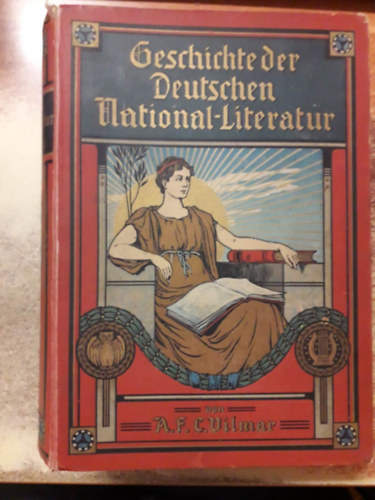 Geschichte der
Deutschen
National-Literatur
von
A.F.C. Vilmar